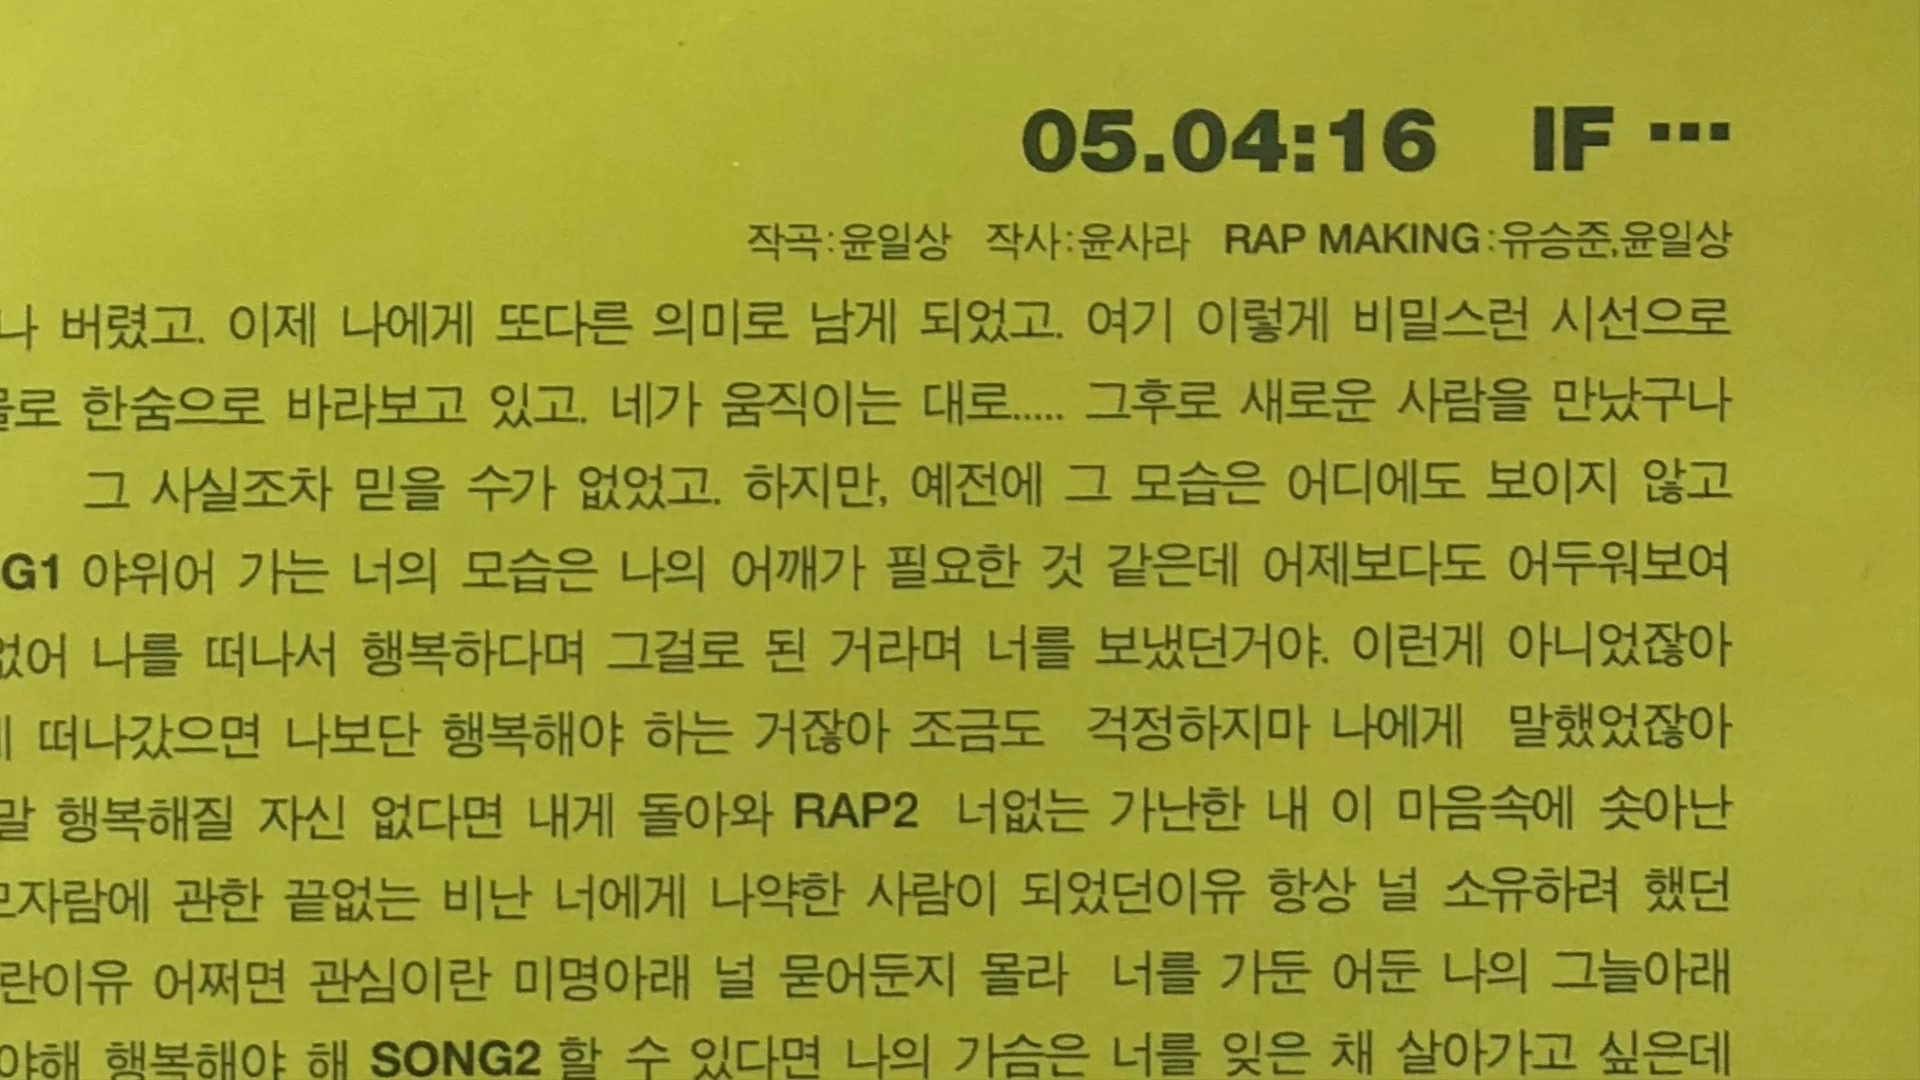 05.04:16 IF ···
작곡:윤일상 작사:윤사라 RAP MAKING:유승준,윤일상
버렸고. 이제 나에게 또다른 의미로 남게 되었고. 여기 이렇게 비밀스런 시선으로
한숨으로 바라보고 있고. 네가 움직이는 대로..... 그후로 새로운 사람을 만났구나
그 사실조차 믿을 수가 없었고. 하지만, 예전에 그 모습은 어디에도 보이지 않고
G1 야위어 가는 너의 모습은 나의 어깨가 필요한 것 같은데 어제보다도 어두워보여
없어 나를 떠나서 행복하다며 그걸로 된 거라며 너를 보냈던거야. 이런게 아니었잖아
떠나갔으면 나보단 행복해야 하는 거잖아 조금도 걱정하지마 나에게 말했었잖아
말 행복해질 자신 없다면 내게 돌아와 RAP2 너없는 가난한 내 이 마음속에 솟아난
모자람에 관한 끝없는 비난 너에게 나약한 사람이 되었던이유 항상 널 소유하려 했던
란이유 어쩌면 관심이란 미명아래 널 묻어둔지 몰라 너를 가둔 어둔 나의 그늘아래
야해 행복해야 해 SONG2 할 수 있다면 나의 가슴은 너를 잊은 채 살아가고 싶은데